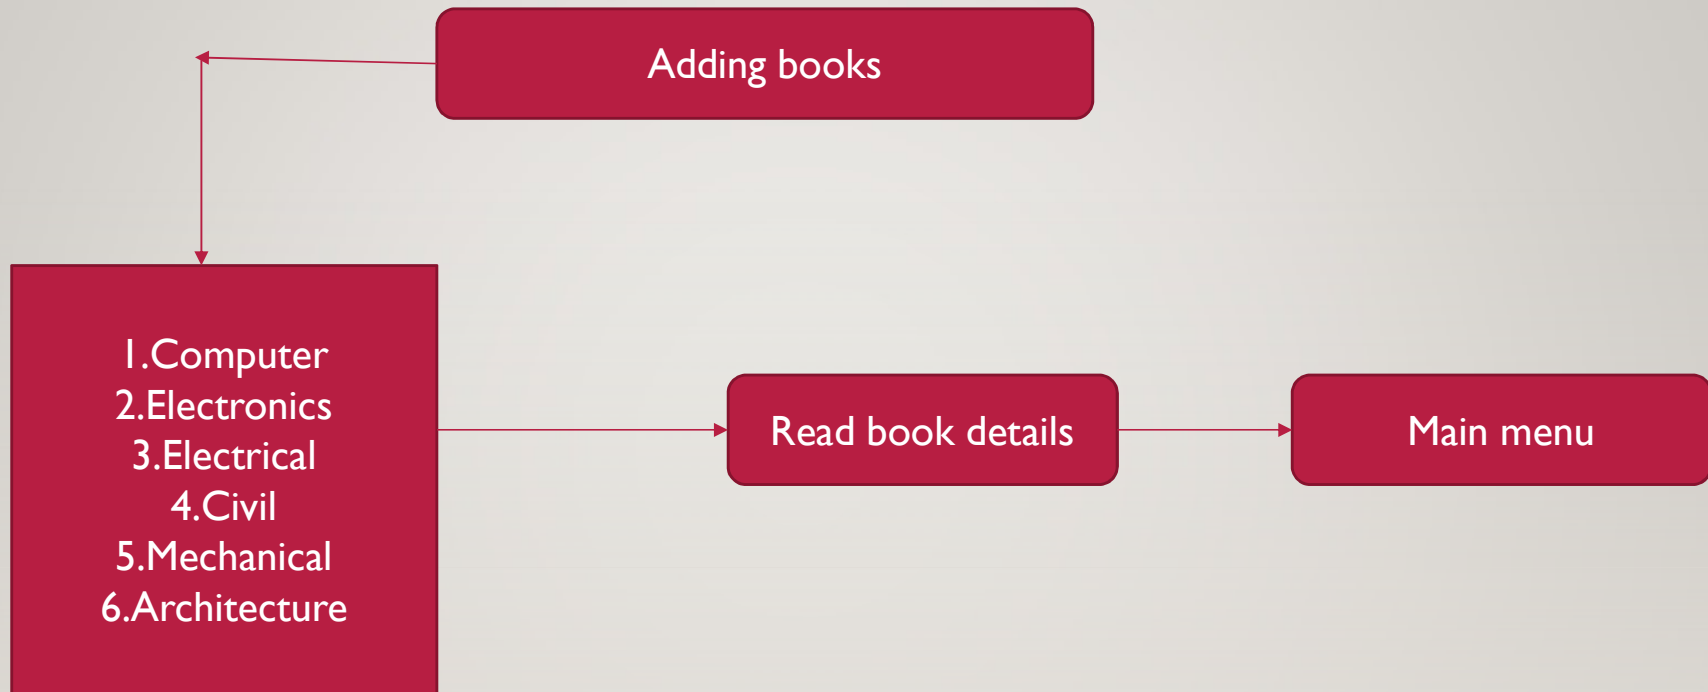 Adding books
1.Computer
2.Electronics
3.Electrical
4.Civil
5.Mechanical
6.Architecture
Read book details
Main menu